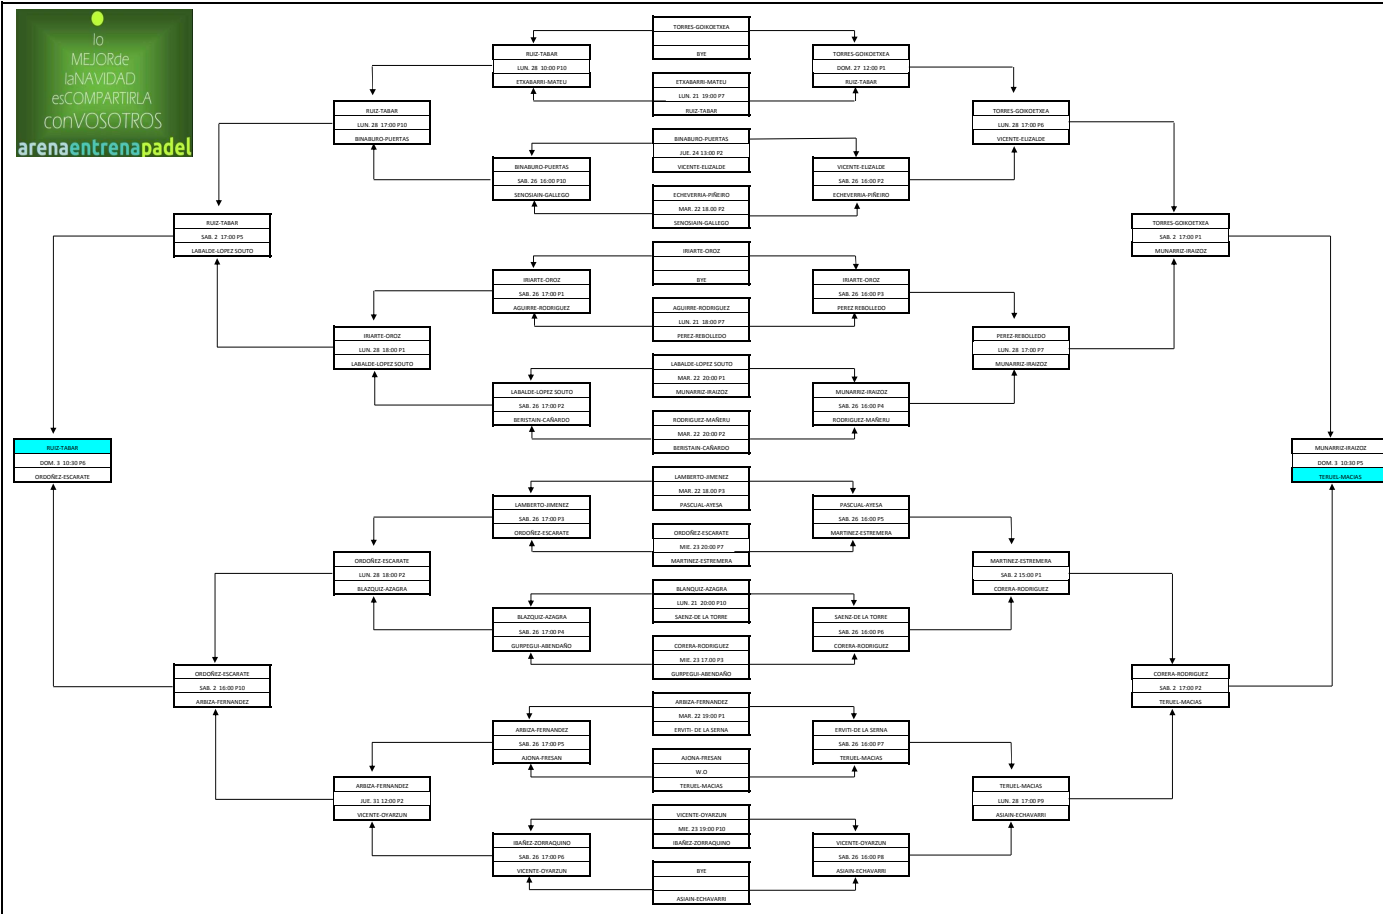 lo
MEJORde
laNAVIDAD
esCOMPARTIRLA
conVOSOTROS
arenaentrenapadel
RUIZ-TABAR
DOM. 3 10:30 P6
ORDOÑEZ-ESCARATE
RUIZ-TABAR
SAB. 2 17:00 P5
LABALDE-LOPEZ SOUTO
ORDOÑEZ-ESCARATE
SAB. 2 16:00 P10
ARBIZA-FERNANDEZ
RUIZ-TABAR
LUN. 28 17:00 P10
BINABURO-PUERTAS
IRIARTE-OROZ
LUN. 28 18:00 P1
LABALDE-LOPEZ SOUTO
ORDOÑEZ-ESCARATE
LUN. 28 18:00 P2
BLAZQUIZ-AZAGRA
ARBIZA-FERNANDEZ
JUE. 31 12:00 P2
VICENTE-OYARZUN
RUIZ-TABAR
LUN. 28 10:00 P10
ETXABARRI-MATEU
BINABURO-PUERTAS
SAB. 26 16:00 P10
SENOSIAIN-GALLEGO
IRIARTE-OROZ
SAB. 26 17:00 P1
AGUIRRE-RODRIGUEZ
LABALDE-LOPEZ SOUTO
SAB. 26 17:00 P2
BERISTAIN-CAÑARDO
LAMBERTO-JIMENEZ
SAB. 26 17:00 P3
ORDOÑEZ-ESCARATE
BLAZQUIZ-AZAGRA
SAB. 26 17:00 P4
GURPEGUI-ABENDAÑO
ARBIZA-FERNANDEZ
SAB. 26 17:00 P5
AJONA-FRESAN
IBAÑEZ-ZORRAQUINO
SAB. 26 17:00 P6
VICENTE-OYARZUN
TORRES-GOIKOETXEA
BYE
ETXABARRI-MATEU
LUN. 21 19:00 P7
RUIZ-TABAR
BINABURO-PUERTAS
JUE. 24 13:00 P2
VICENTE-ELIZALDE
ECHEVERRIA-PIÑEIRO
MAR. 22 18.00 P2
SENOSIAIN-GALLEGO
IRIARTE-OROZ
BYE
AGUIRRE-RODRIGUEZ
LUN. 21 18:00 P7
PEREZ-REBOLLEDO
LABALDE-LOPEZ SOUTO
MAR. 22 20:00 P1
MUNARRIZ-IRAIZOZ
RODRIGUEZ-MAÑERU
MAR. 22 20:00 P2
BERISTAIN-CAÑARDO
LAMBERTO-JIMENEZ
MAR. 22 18.00 P3
PASCUAL-AYESA
ORDOÑEZ-ESCARATE
MIE. 23 20:00 P7
MARTINEZ-ESTREMERA
BLANQUIZ-AZAGRA
LUN. 21 20:00 P10
SAENZ-DE LA TORRE
CORERA-RODRIGUEZ
MIE. 23 17.00 P3
GURPEGUI-ABENDAÑO
ARBIZA-FERNANDEZ
MAR. 22 19:00 P1
ERVITI- DE LA SERNA
AJONA-FRESAN
W.O
TERUEL-MACIAS
VICENTE-OYARZUN
MIE. 23 19:00 P10
IBAÑEZ-ZORRAQUINO
BYE
ASIAIN-ECHAVARRI
TORRES-GOIKOETXEA
DOM. 27 12:00 P1
RUIZ-TABAR
VICENTE-ELIZALDE
SAB. 26 16:00 P2
ECHEVERRIA-PIÑEIRO
IRIARTE-OROZ
SAB. 26 16:00 P3
PEREZ REBOLLEDO
MUNARRIZ-IRAIZOZ
SAB. 26 16:00 P4
RODRIGUEZ-MAÑERU
PASCUAL-AYESA
SAB. 26 16:00 P5
MARTINEZ-ESTREMERA
SAENZ-DE LA TORRE
SAB. 26 16:00 P6
CORERA-RODRIGUEZ
ERVITI-DE LA SERNA
SAB. 26 16:00 P7
TERUEL-MACIAS
VICENTE-OYARZUN
SAB. 26 16:00 P8
ASIAIN-ECHAVARRI
TORRES-GOIKOETXEA
LUN. 28 17:00 P6
VICENTE-ELIZALDE
PEREZ-REBOLLEDO
LUN. 28 17:00 P7
MUNARRIZ-IRAIZOZ
MARTINEZ-ESTREMERA
SAB. 2 15:00 P1
CORERA-RODRIGUEZ
TERUEL-MACIAS
LUN. 28 17:00 P9
ASIAIN-ECHAVARRI
TORRES-GOIKOETXEA
SAB. 2 17:00 P1
MUNARRIZ-IRAIZOZ
CORERA-RODRIGUEZ
SAB. 2 17:00 P2
TERUEL-MACIAS
MUNARRIZ-IRAIZOZ
DOM. 3 10:30 P5
TERUEL-MACIAS